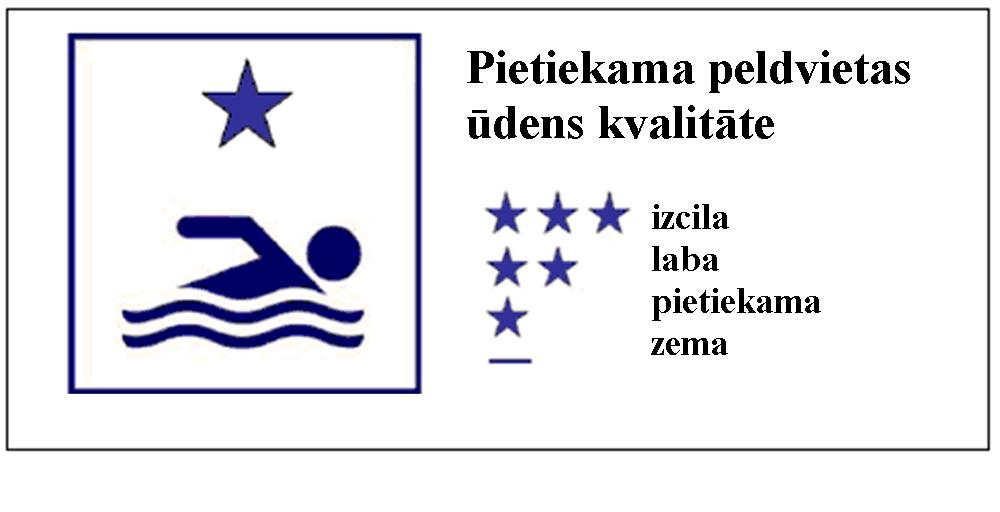 Pietiekama peldvietas
ūdens kvalitāte
izcila
laba
pietiekama
zema